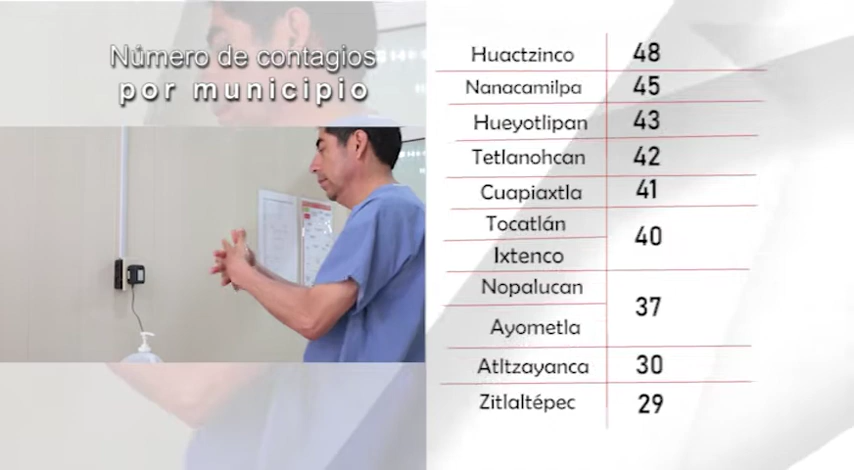 Número de contagios
por municipio
Huactzinco 48
Nanacamilpa 45
Hueyotlipan 43
Tetlanohcan 42
Cuapiaxtla 41
Tocatlán
40
Ixtenco
Nopalucan
37
Ayometla
Atltzayanca 30
Zitlaltépec 29